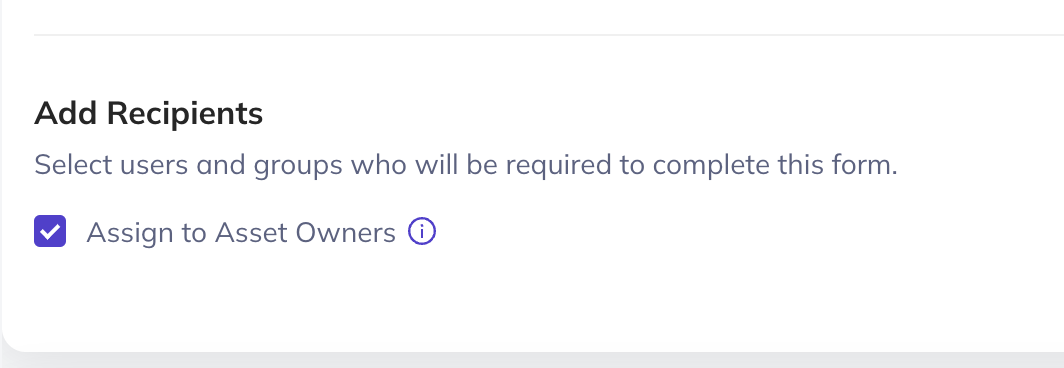 Add Recipients
Select users and groups who will be required to complete this form.
Assign to Asset Owners